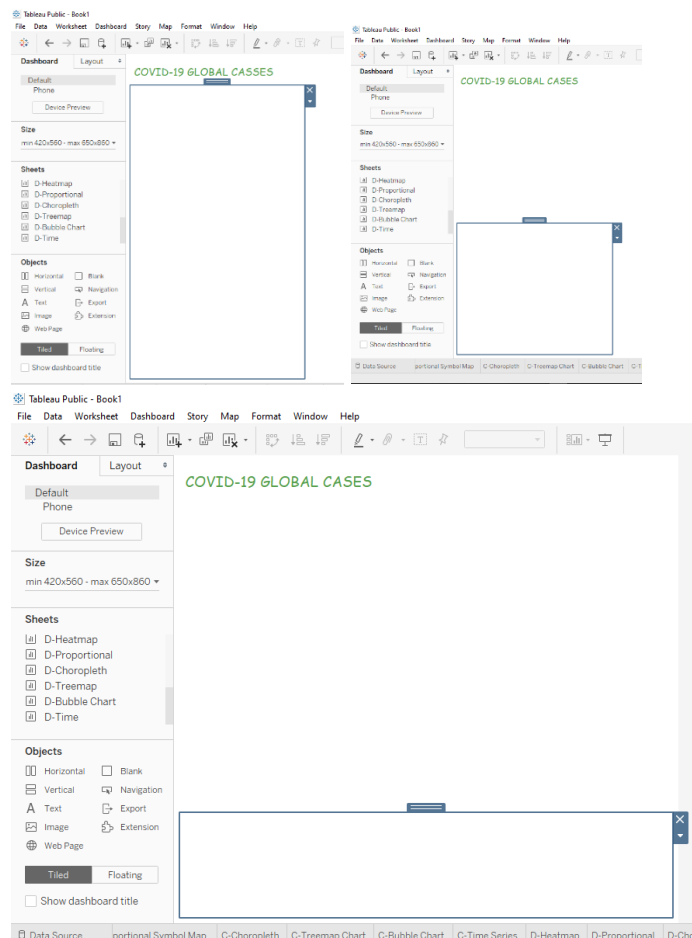 Tableau Public - Book1
File Data Worksheet Dashboard Story Map Format Window Help
Dashboard Layout
Default
Phone
Device Preview
Size
min 420x560 - max 650x860
Sheets
D-Heatmap
D-Proportional
D-Choropleth
D-Treemap
D-Bubble Chart
D-Time
Objects
Horizontal Blank
Vertical Navigation
A Text Export
Image Extension
Web Page
Tiled Floating
Show dashboard title
COVID-19 GLOBAL CASSES
Tableau Public - Book1
File Data Worksheet Dashboard Story Map Format Window Help
Dashboard Layout
Default
Phone
Device Preview
Size
min 420x560 - max 650x860
Sheets
D-Heatmap
D-Proportional
D-Choropleth
D-Treemap
D-Bubble Chart
D-Time
Objects
Horizontal Blank
Vertical Navigation
A Text Export
Image Extension
Web Page
Tiled Floating
Show dashboard title
COVID-19 GLOBAL CASES
Data Source portional Symbol Map C-Choropleth C-Treemap Chart C-Bubble Chart C-T
Tableau Public - Book1
File Data Worksheet Dashboard Story Map Format Window Help
Dashboard Layout
Default
Phone
Device Preview
Size
min 420x560 - max 650x860
Sheets
D-Heatmap
D-Proportional
D-Choropleth
D-Treemap
D-Bubble Chart
D-Time
Objects
Horizontal Blank
Vertical Navigation
A Text Export
Image Extension
Web Page
Tiled Floating
Show dashboard title
COVID-19 GLOBAL CASES
Data Source portional Symbol Map C-Choropleth C-Treemap Chart C-Bubble Chart C-Time Series D-Heatmap D-Proportional D-Cho